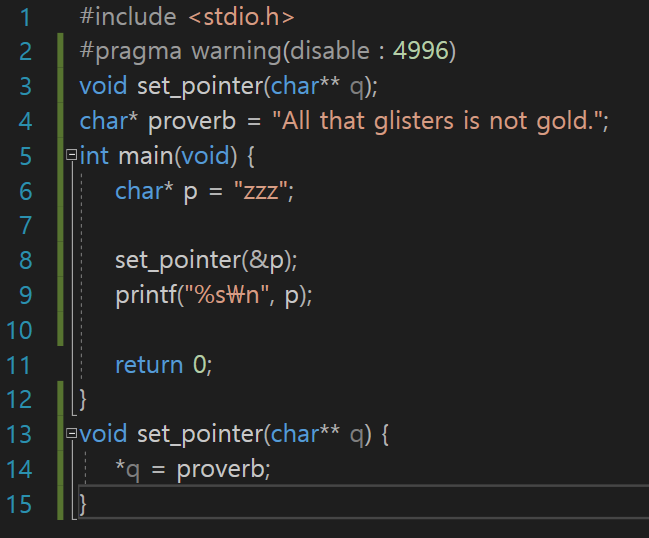 1 #include <stdio.h>
2 #pragma warning(disable : 4996)
3 void set_pointer(char** q);
4 char* proverb = "All that glisters is not gold.";
5 int main(void) {
6 char* p = "zzz";
7
8 set_pointer(&p);
9 printf("%s₩n", p);
10
11 return 0;
12 }
13 void set_pointer(char** q) {
14 *q = proverb;
15 }